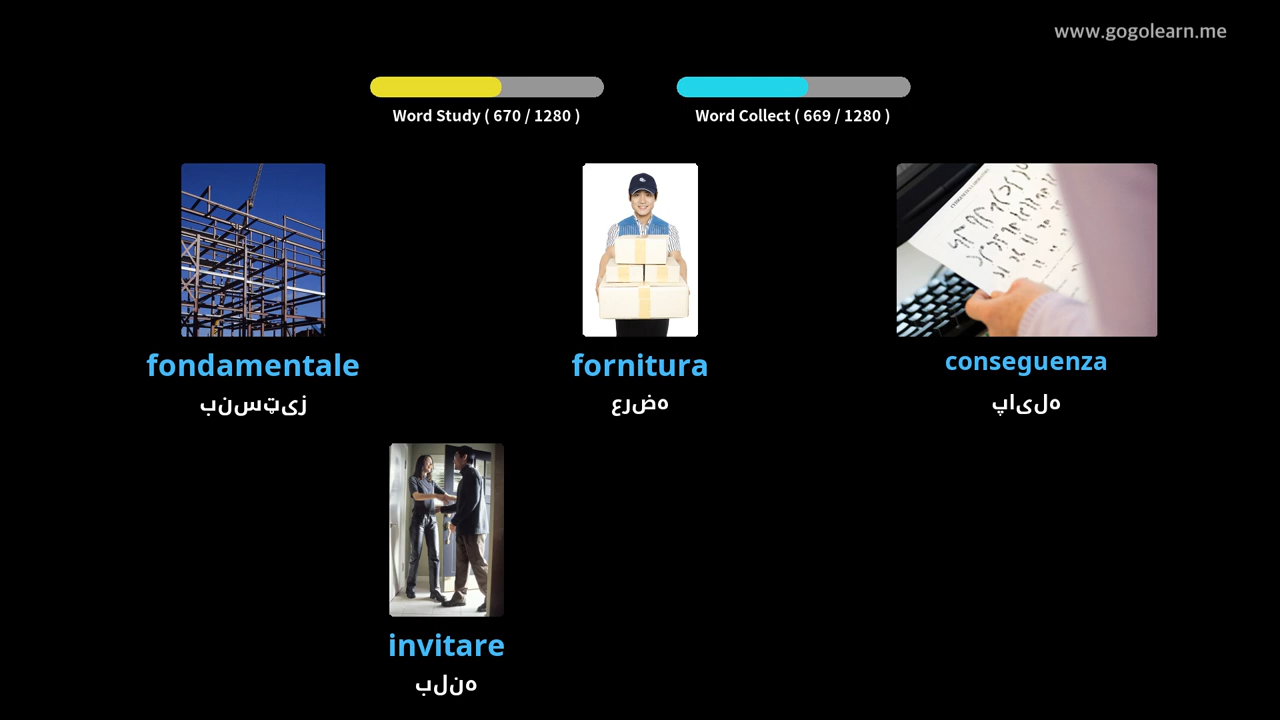 www.gogolearn.me
Word Study ( 670 / 1280 )
Word Collect ( 669 / 1280 )
fondamentale
بنسټیز
fornitura
عرضه
conseguenza
پایله
invitare
بلنه